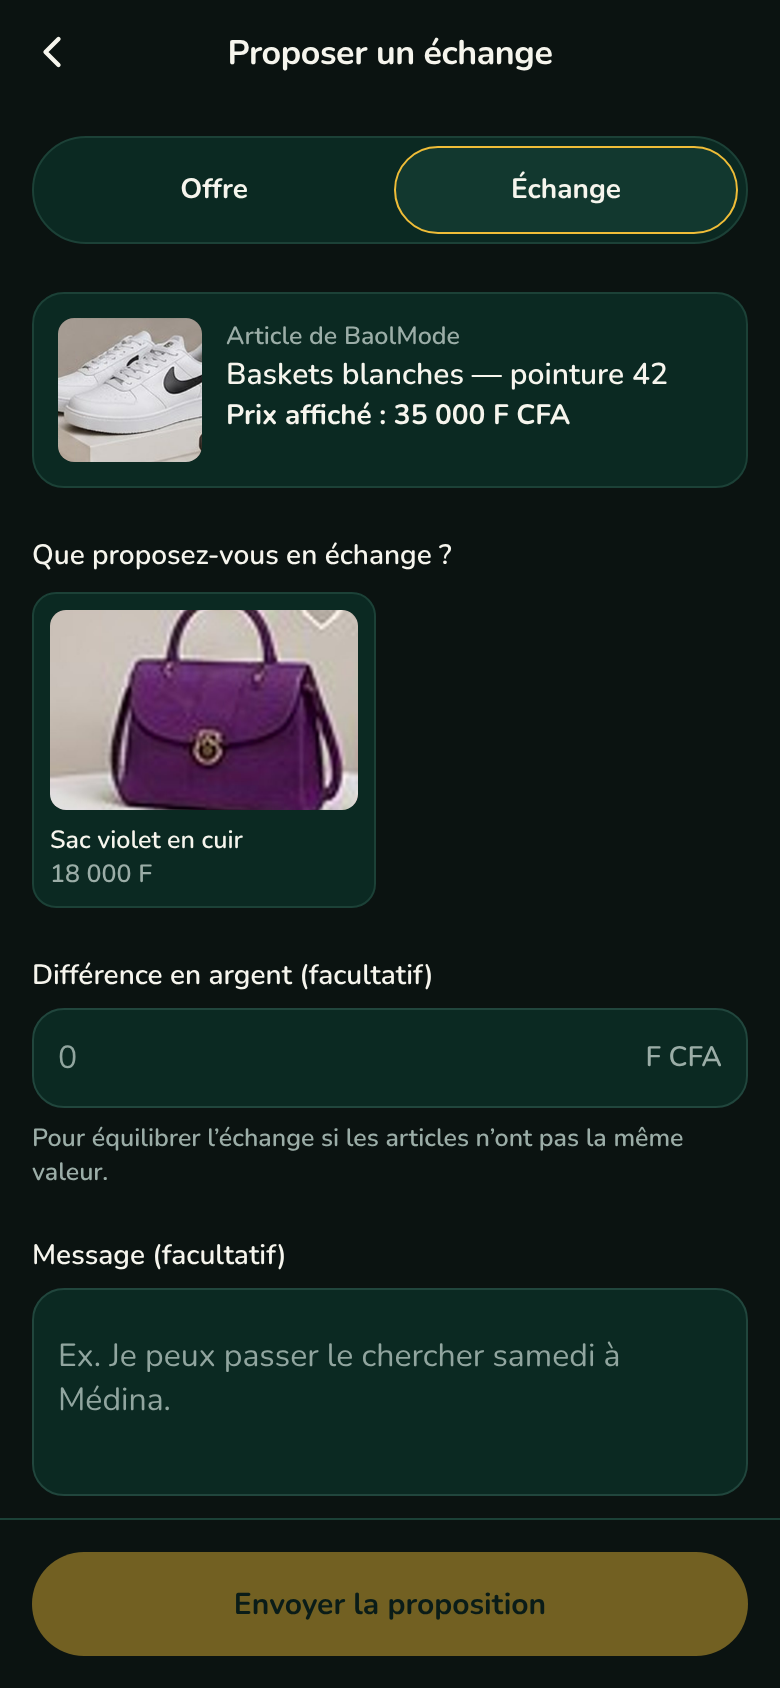 Proposer un échange
Offre
Échange
Article de BaolMode
Baskets blanches — pointure 42
Prix affiché : 35 000 F CFA
Que proposez-vous en échange ?
Sac violet en cuir
18 000 F
Différence en argent (facultatif)
0
F CFA
Pour équilibrer l’échange si les articles n’ont pas la même
valeur.
Message (facultatif)
Ex. Je peux passer le chercher samedi à
Médina.
Envoyer la proposition